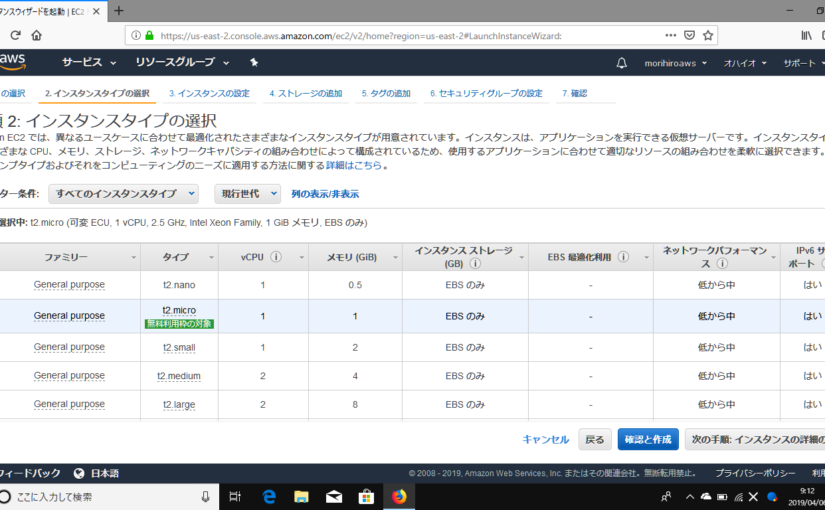 ンスウィザードを起動 | EC2
https://us-east-2.console.aws.amazon.com/ec2/v2/home?region=us-east-2#LaunchInstanceWizard:
aws サービス リソースグループ morihiroaws オハイオ サポート
の選択 2. インスタンスタイプの選択 3. インスタンスの設定 4. ストレージの追加 5. タグの追加 6. セキュリティグループの設定 7. 確認
2: インスタンスタイプの選択
n EC2 では、異なるユースケースに合わせて最適化されたさまざまなインスタンスタイプが用意されています。インスタンスは、アプリケーションを実行できる仮想サーバーです。インスタンスタイ
ざまな CPU、メモリ、ストレージ、ネットワークキャパシティの組み合わせによって構成されているため、使用するアプリケーションに合わせて適切なリソースの組み合わせを柔軟に選択できます。
ンプタイプおよびそれをコンピューティングのニーズに適用する方法に関する詳細はこちら。
ター条件: すべてのインスタンスタイプ 現行世代 列の表示/非表示
選択中: t2.micro (可変 ECU, 1 vCPU, 2.5 GHz, Intel Xeon Family, 1 GiB メモリ, EBS のみ)
ファミリー タイプ vCPU メモリ (GiB) インスタンス ストレージ (GB) EBS 最適化利用 ネットワークパフォーマンス IPv6 サポート
General purpose t2.nano 1 0.5 EBS のみ - 低から中 はい
General purpose t2.micro 1 1 EBS のみ - 低から中 はい
無料利用枠の対象
General purpose t2.small 1 2 EBS のみ - 低から中 はい
General purpose t2.medium 2 4 EBS のみ - 低から中 はい
General purpose t2.large 2 8 EBS のみ - 低から中 はい
キャンセル 戻る 確認と作成 次の手順: インスタンスの詳細の
フィードバック 日本語 © 2008 - 2019, Amazon Web Services, Inc. またはその関連会社。無断転載禁止。 プライバシーポリシー 利用
ここに入力して検索 9:12
2019/04/06